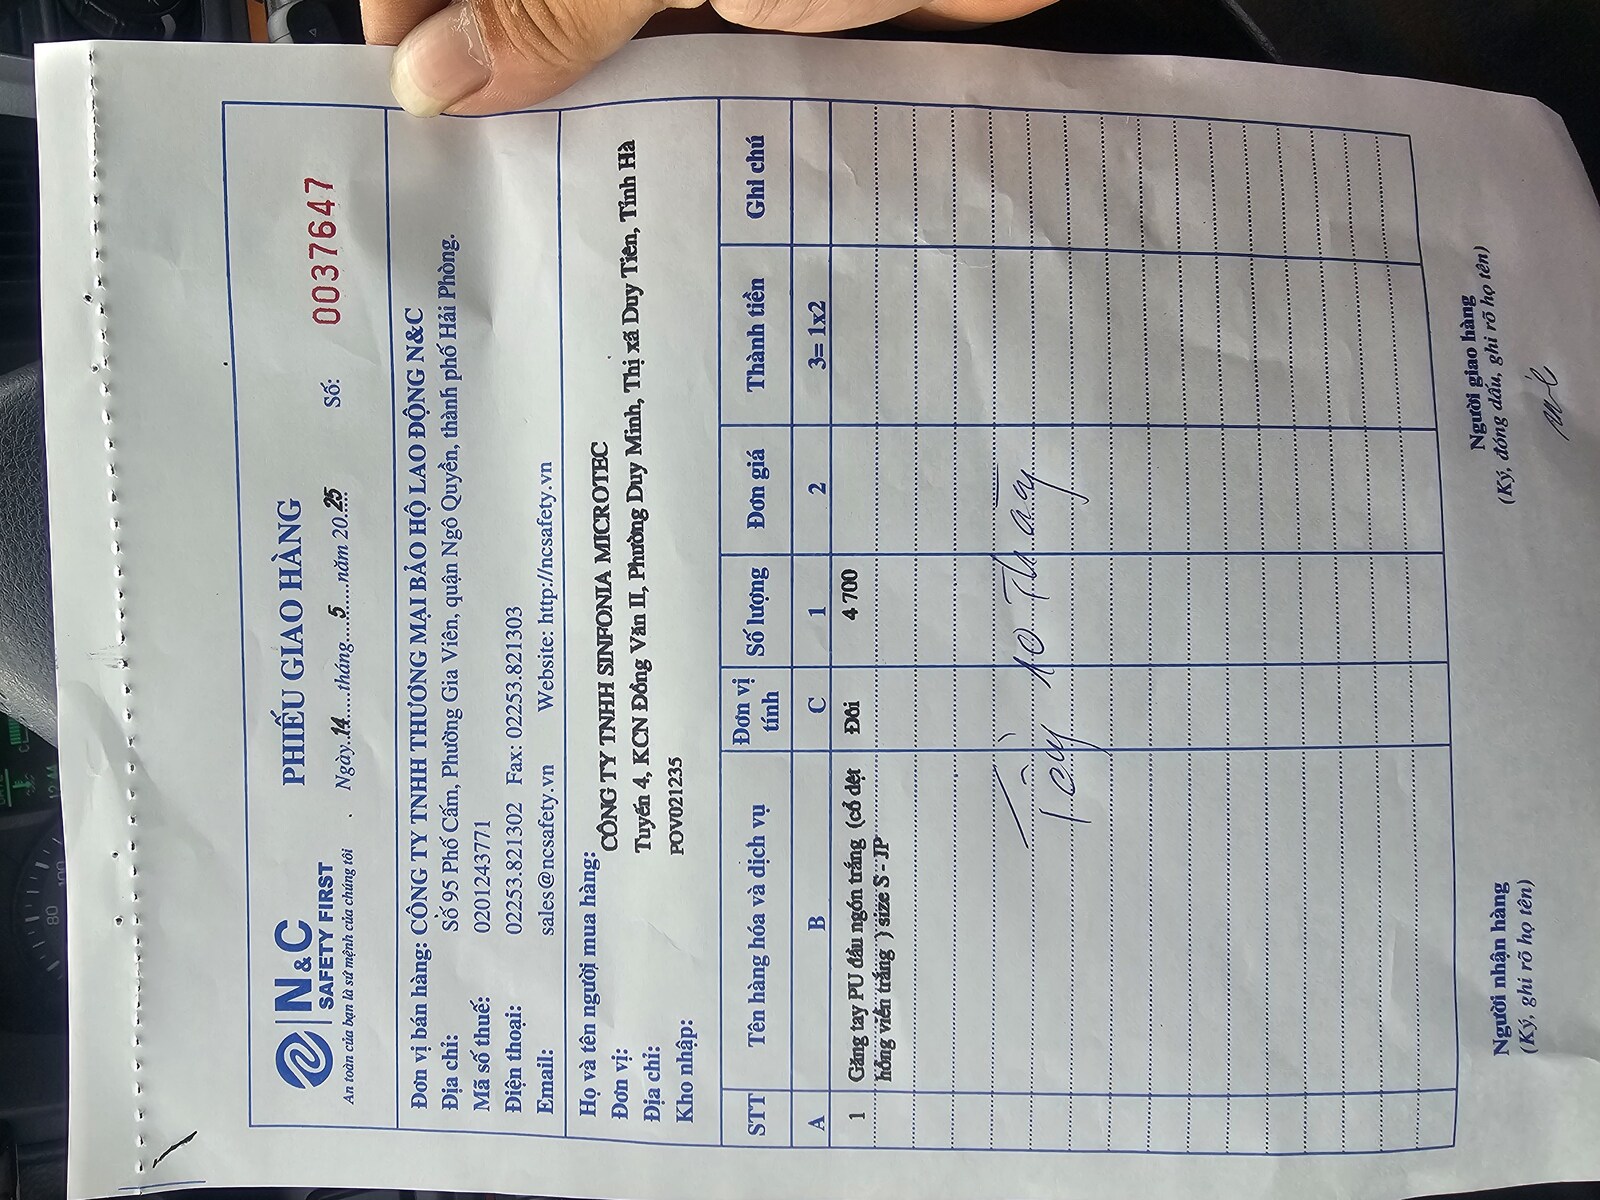 N&C
SAFETY FIRST
An toàn của bạn là sứ mệnh của chúng tôi
PHIẾU GIAO HÀNG
Ngày.14....tháng...5......năm 20.25
Số: 0037647
Đơn vị bán hàng: CÔNG TY TNHH THƯƠNG MẠI BẢO HỘ LAO ĐỘNG N&C
Địa chỉ: Số 95 Phố Cấm, Phường Gia Viên, quận Ngô Quyền, thành phố Hải Phòng.
Mã số thuế: 0201243771
Điện thoại: 02253.821302 Fax: 02253.821303
Email: sales@ncsafety.vn Website: http://ncsafety.vn
Họ và tên người mua hàng:
Đơn vị: CÔNG TY TNHH SINFONIA MICROTEC
Địa chỉ: Tuyến 4, KCN Đồng Văn II, Phường Duy Minh, Thị xã Duy Tiên, Tỉnh Hà
Kho nhập: POV021235
STT Tên hàng hóa và dịch vụ Đơn vị tính Số lượng Đơn giá Thành tiền Ghi chú
A B C 1 2 3= 1x2
1 Găng tay PU đầu ngón trắng (cổ dệt Đôi 4 700
hồng viền trắng ) size S - JP
10
Người nhận hàng
(Ký, ghi rõ họ tên)
Người giao hàng
(Ký, đóng dấu, ghi rõ họ tên)